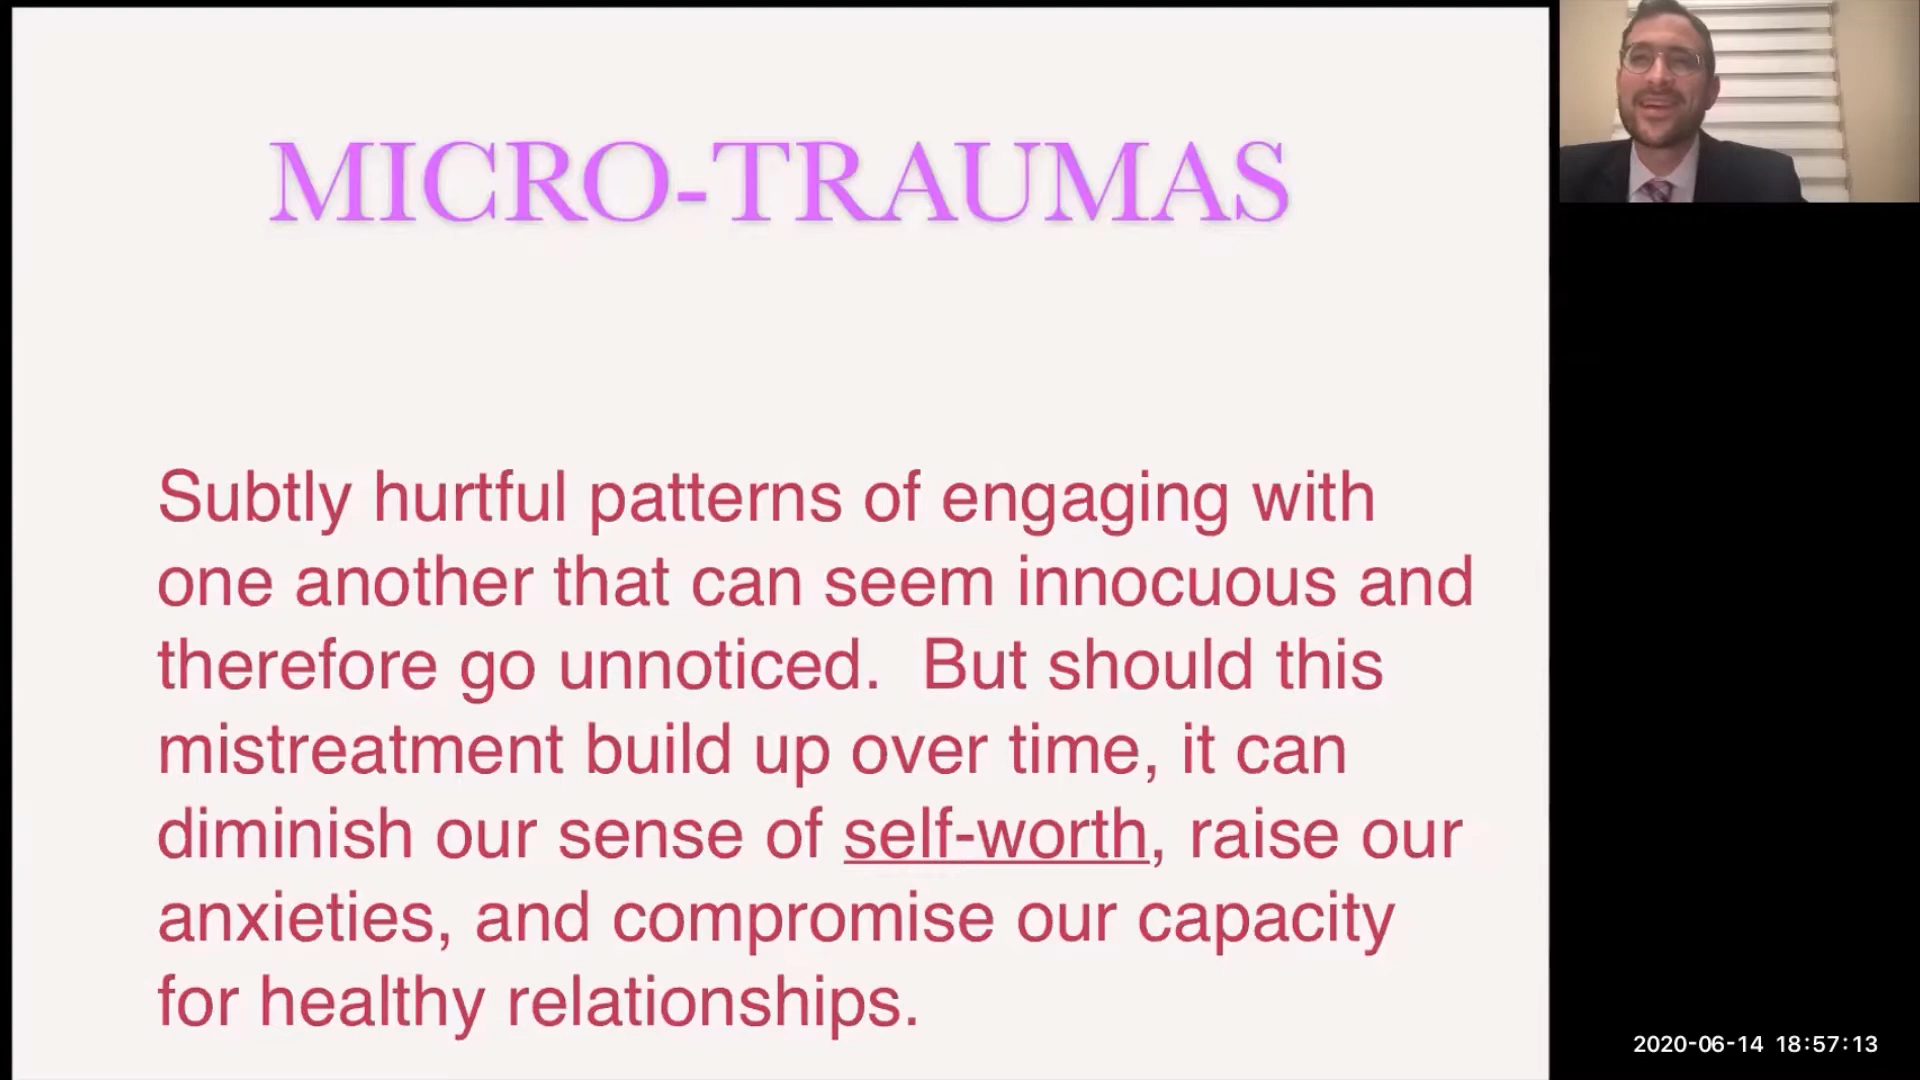 MICRO-TRAUMAS
Subtly hurtful patterns of engaging with
one another that can seem innocuous and
therefore go unnoticed.  But should this
mistreatment build up over time, it can
diminish our sense of self-worth, raise our
anxieties, and compromise our capacity
for healthy relationships.
2020-06-14 18:57:13